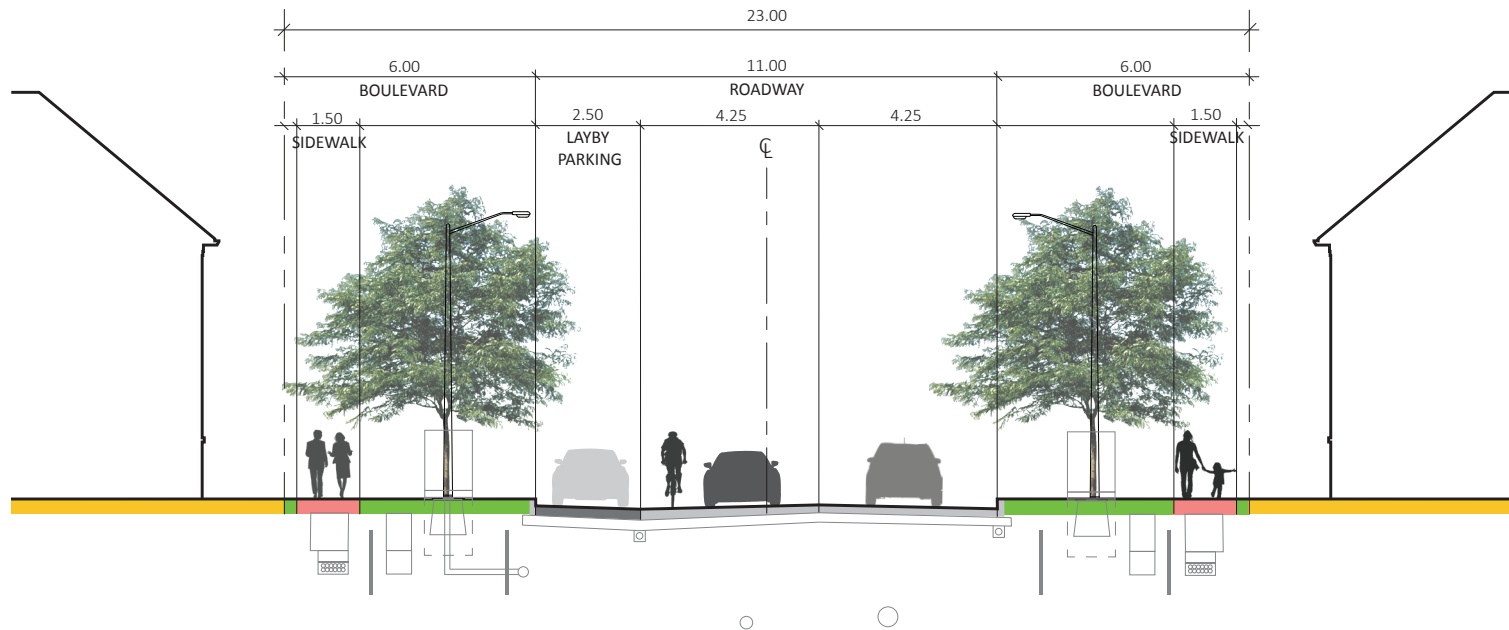 23.00
6.00
BOULEVARD
11.00
ROADWAY
6.00
BOULEVARD
1.50
SIDEWALK
2.50
LAYBY
PARKING
4.25
4.25
1.50
SIDEWALK
℄